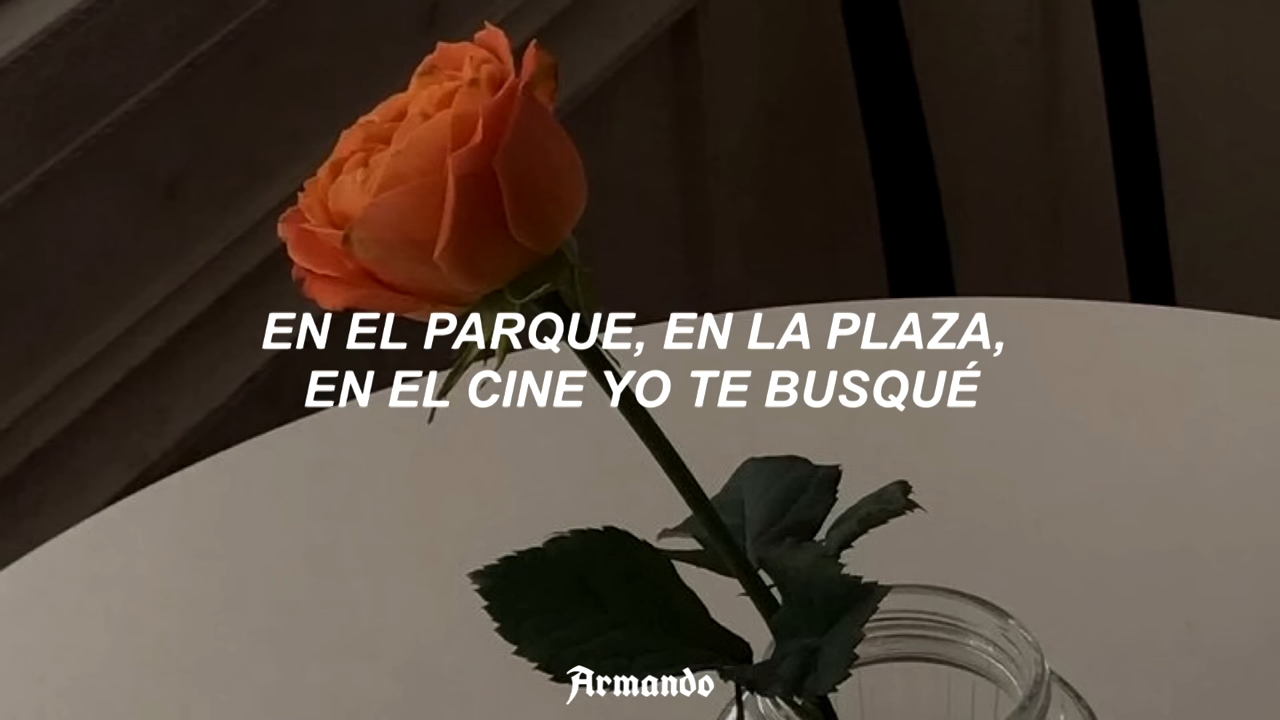 EN EL PARQUE, EN LA PLAZA,
EN EL CINE YO TE BUSQUÉ
Armando